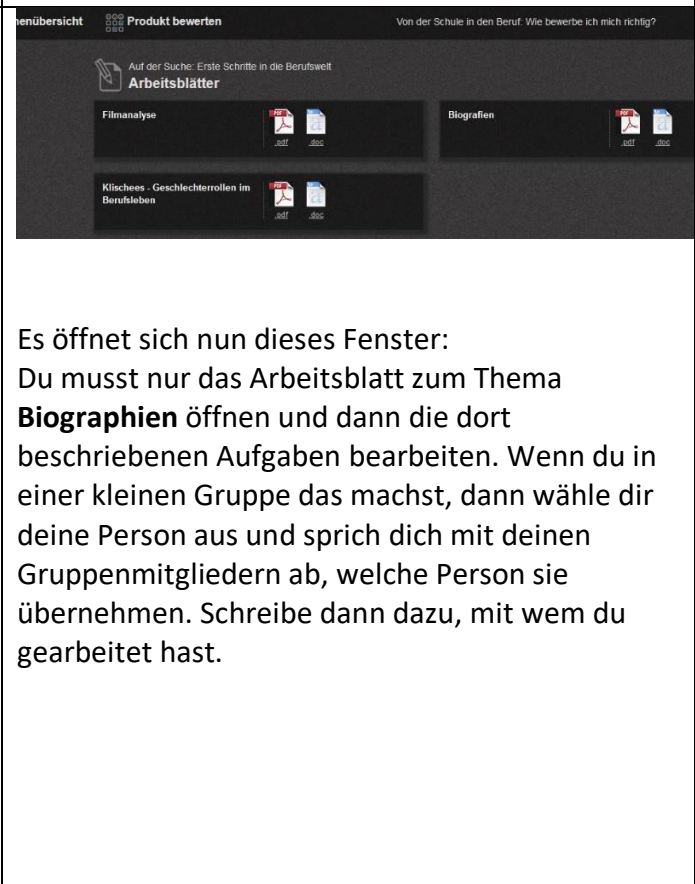 nenübersicht Produkt bewerten Von der Schule in den Beruf: Wie bewerbe ich mich richtig?
Auf der Suche: Erste Schritte in die Berufswelt
Arbeitsblätter
Filmanalyse
PDF
.pdf .doc
Biografien
PDF
.pdf .doc
Klischees - Geschlechterrollen im
Berufsleben
PDF
.pdf .doc
Es öffnet sich nun dieses Fenster:
Du musst nur das Arbeitsblatt zum Thema
Biographien öffnen und dann die dort
beschriebenen Aufgaben bearbeiten. Wenn du in
einer kleinen Gruppe das machst, dann wähle dir
deine Person aus und sprich dich mit deinen
Gruppenmitgliedern ab, welche Person sie
übernehmen. Schreibe dann dazu, mit wem du
gearbeitet hast.